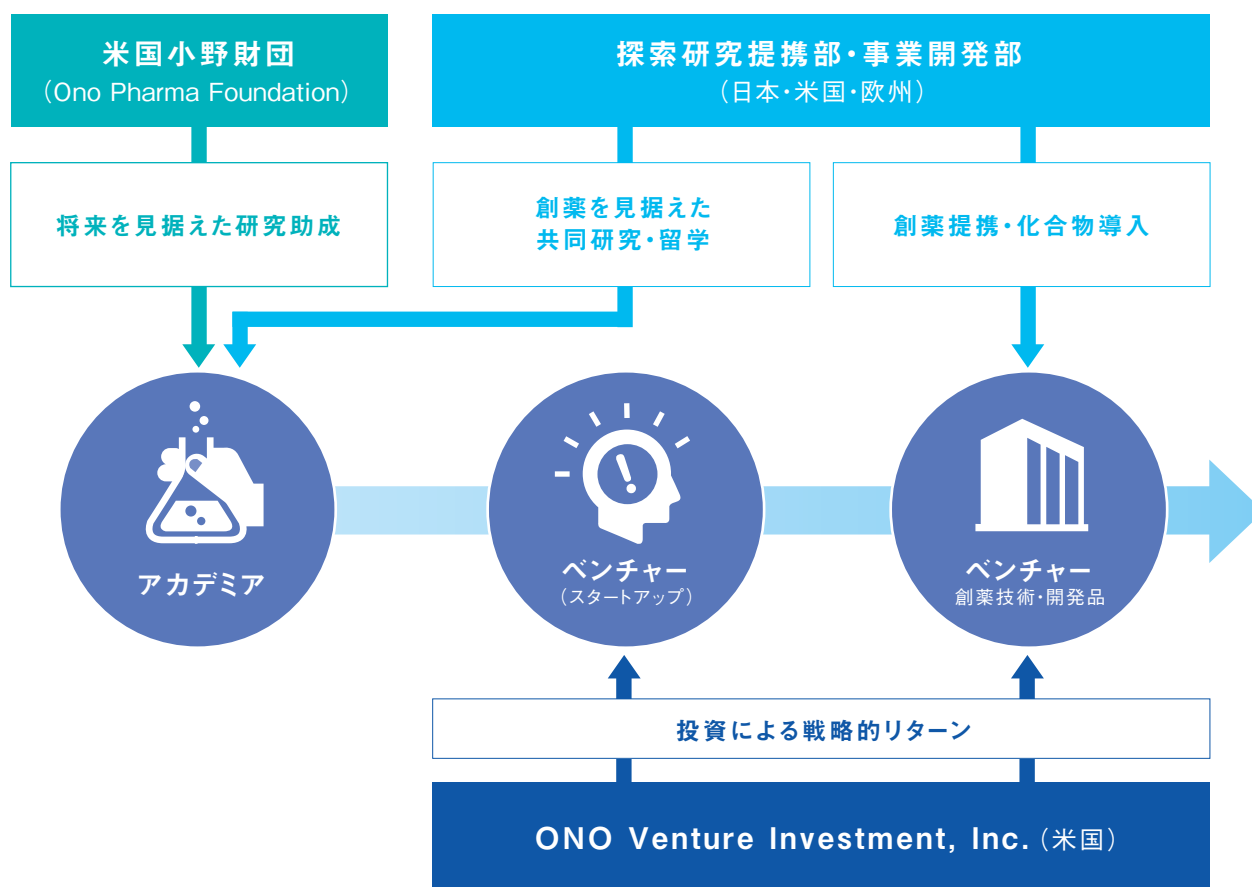 米国小野財団
（Ono Pharma Foundation）
探索研究提携部・事業開発部
（日本・米国・欧州）
将来を見据えた研究助成
創薬を見据えた
共同研究・留学
創薬提携・化合物導入
アカデミア
ベンチャー
（スタートアップ）
ベンチャー
創薬技術・開発品
投資による戦略的リターン
ONO Venture Investment, Inc.（米国）